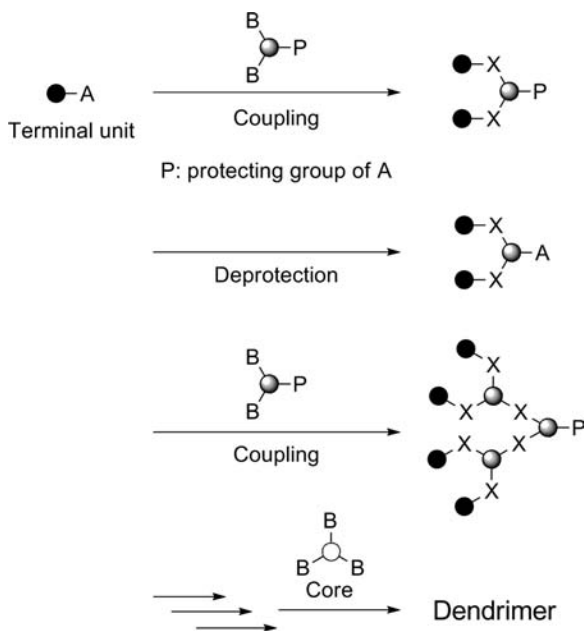 B
P
B
A
Terminal unit
Coupling
X
P
X
P: protecting group of A
Deprotection
X
A
X
B
P
B
Coupling
X
X
X
P
X
X
X
B
B
B
Core
Dendrimer